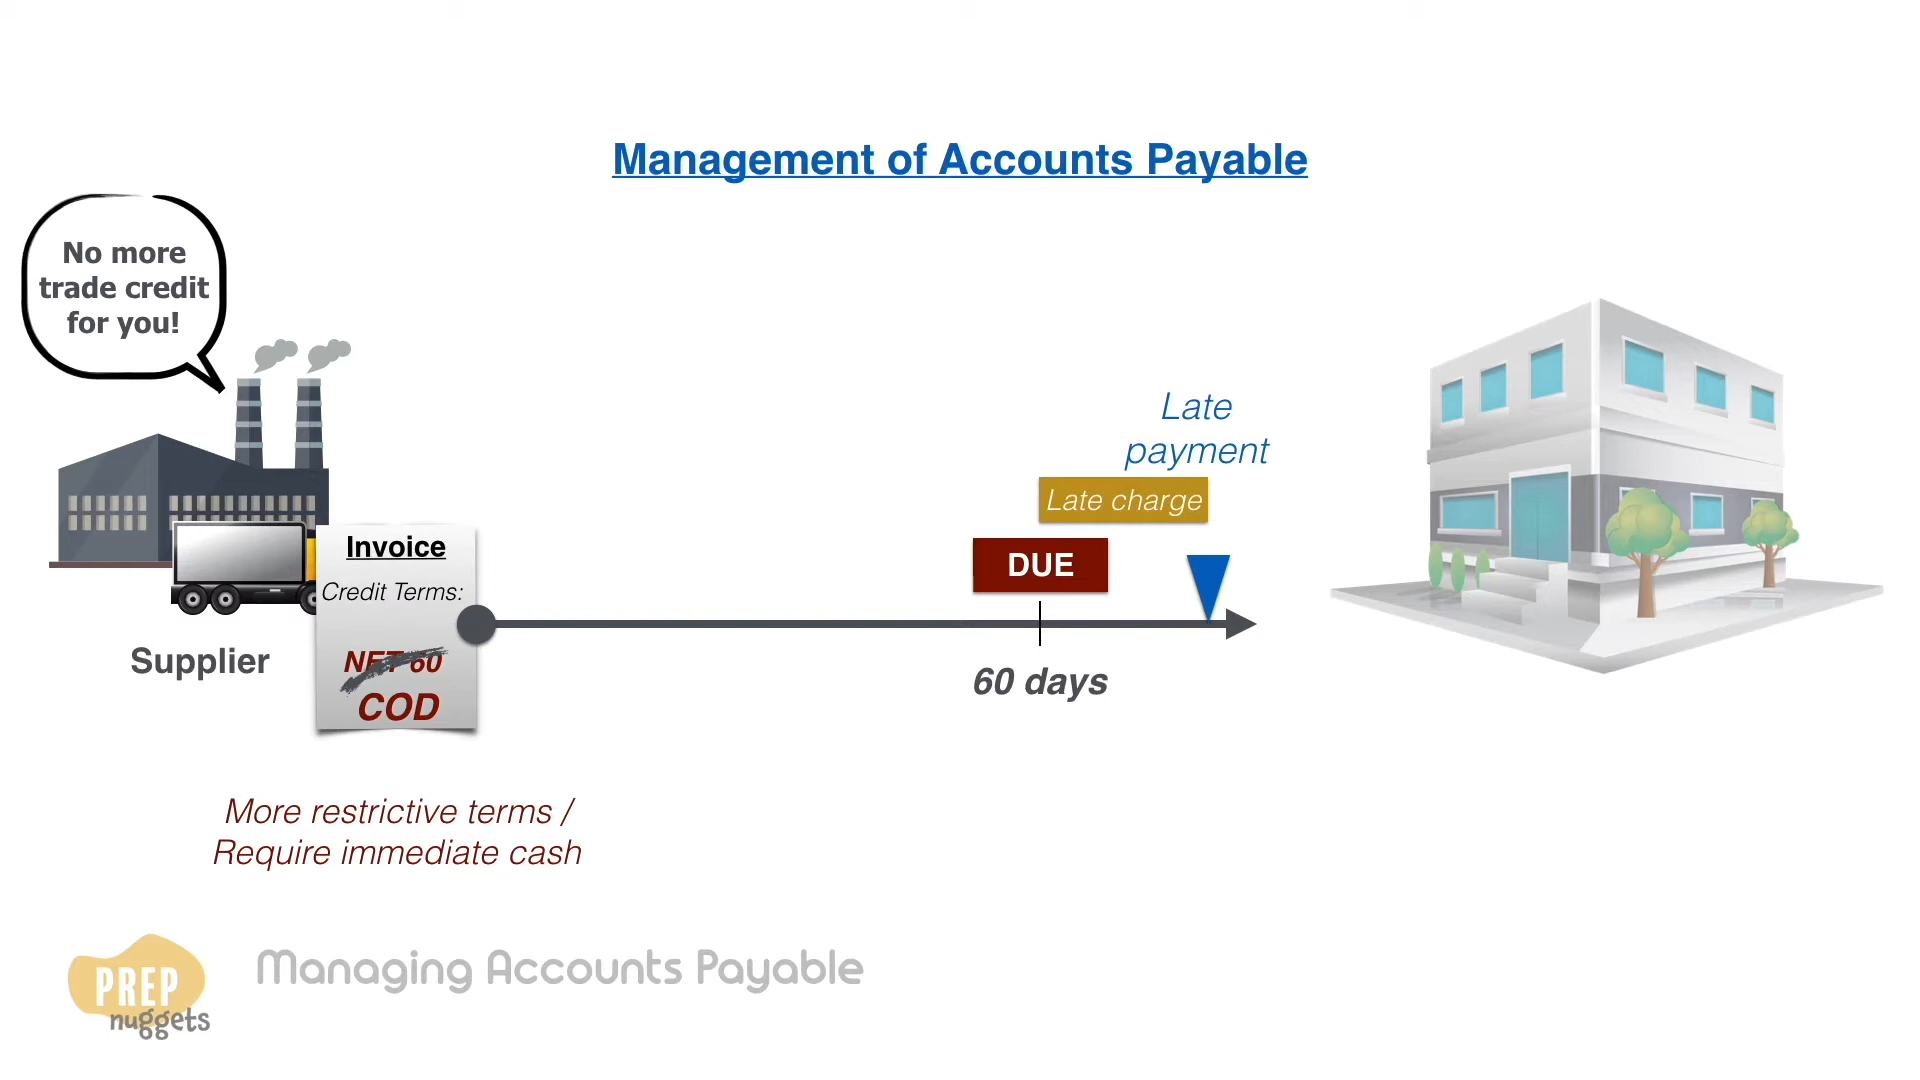 Management of Accounts Payable
No more
trade credit
for you!
Late
payment
Late charge
DUE
Invoice
Credit Terms:
NET 60
COD
Supplier
60 days
More restrictive terms /
Require immediate cash
PREP
nuggets
Managing Accounts Payable